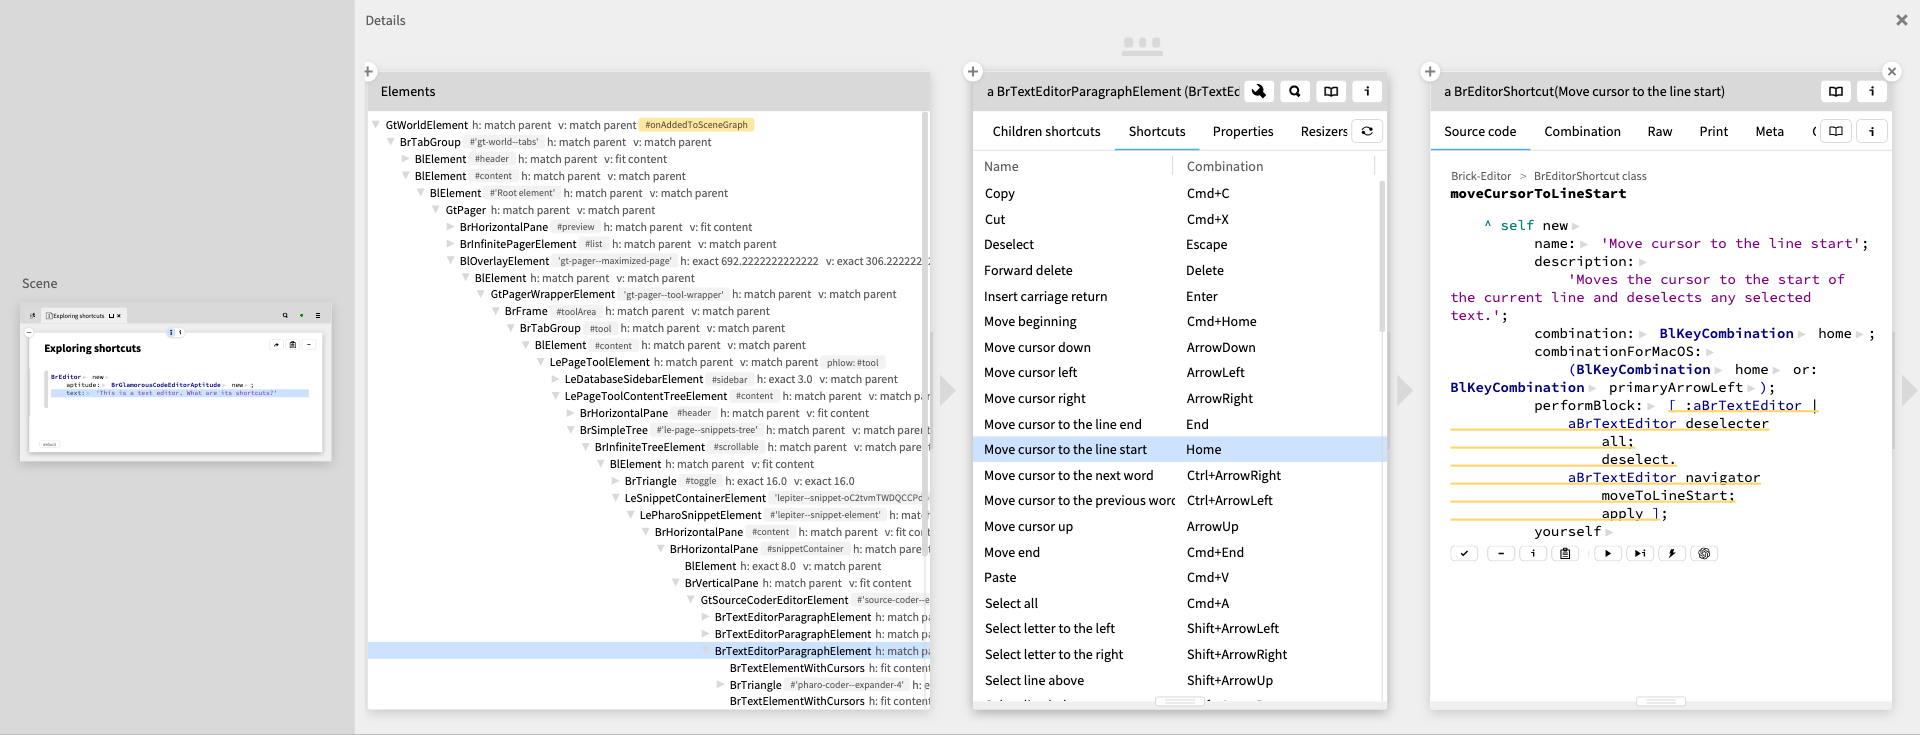 Details
Scene
Exploring shortcuts
Exploring shortcuts
BrEditor new
aptitude: BrGlamorousCodeEditorAptitude new ;
text: 'This is a text editor. What are its shortcuts?'
default
Elements
GtWorldElement h: match parent v: match parent #onAddedToSceneGraph
BrTabGroup #'gt-world--tabs' h: match parent v: match parent
BlElement #header h: match parent v: fit content
BlElement #content h: match parent v: match parent
BlElement #'Root element' h: match parent v: match parent
GtPager h: match parent v: match parent
BrHorizontalPane #preview h: match parent v: fit content
BrInfinitePagerElement #list h: match parent v: match parent
BlOverlayElement 'gt-pager--maximized-page' h: exact 692.2222222222222 v: exact 306.222222
BlElement h: match parent v: match parent
GtPagerWrapperElement 'gt-pager--tool-wrapper' h: match parent v: match parent
BrFrame #toolArea h: match parent v: match parent
BrTabGroup #tool h: match parent v: match parent
BlElement #content h: match parent v: match parent
LePageToolElement h: match parent v: match parent phlow: #tool
LeDatabaseSidebarElement #sidebar h: exact 3.0 v: match parent
LePageToolContentTreeElement #content h: match parent v: match parent
BrHorizontalPane #header h: match parent v: fit content
BrSimpleTree #'le-page--snippets-tree' h: match parent v: match parent
BrInfiniteTreeElement #scrollable h: match parent v: match parent
BlElement h: match parent v: fit content
BrTriangle #toggle h: exact 16.0 v: exact 16.0
LeSnippetContainerElement 'lepiter--snippet-oC2tvmTWDQCCPd
LePharoSnippetElement #'lepiter--snippet-element' h: mat
BrHorizontalPane #content h: match parent v: fit cont
BrHorizontalPane #snippetContainer h: match pare
BlElement h: exact 8.0 v: match parent
BrVerticalPane h: match parent v: fit content
GtSourceCoderEditorElement #'source-coder--e
BrTextEditorParagraphElement h: match pa
BrTextEditorParagraphElement h: match pa
BrTextEditorParagraphElement h: match pa
BrTextElementWithCursors h: fit content
BrTriangle #'pharo-coder--expander-4' h: e
BrTextElementWithCursors h: fit content
a BrTextEditorParagraphElement (BrTextEc
Children shortcuts Shortcuts Properties Resizers
Name Combination
Copy Cmd+C
Cut Cmd+X
Deselect Escape
Forward delete Delete
Insert carriage return Enter
Move beginning Cmd+Home
Move cursor down ArrowDown
Move cursor left ArrowLeft
Move cursor right ArrowRight
Move cursor to the line end End
Move cursor to the line start Home
Move cursor to the next word Ctrl+ArrowRight
Move cursor to the previous word Ctrl+ArrowLeft
Move cursor up ArrowUp
Move end Cmd+End
Paste Cmd+V
Select all Cmd+A
Select letter to the left Shift+ArrowLeft
Select letter to the right Shift+ArrowRight
Select line above Shift+ArrowUp
a BrEditorShortcut(Move cursor to the line start)
Source code Combination Raw Print Meta
Brick-Editor > BrEditorShortcut class
moveCursorToLineStart
^ self new
name: 'Move cursor to the line start';
description:
'Moves the cursor to the start of
the current line and deselects any selected
text.';
combination: BlKeyCombination home ;
combinationForMacOS:
(BlKeyCombination home or:
BlKeyCombination primaryArrowLeft );
performBlock: [ :aBrTextEditor |
aBrTextEditor deselecter
all;
deselect.
aBrTextEditor navigator
moveToLineStart;
apply ];
yourself